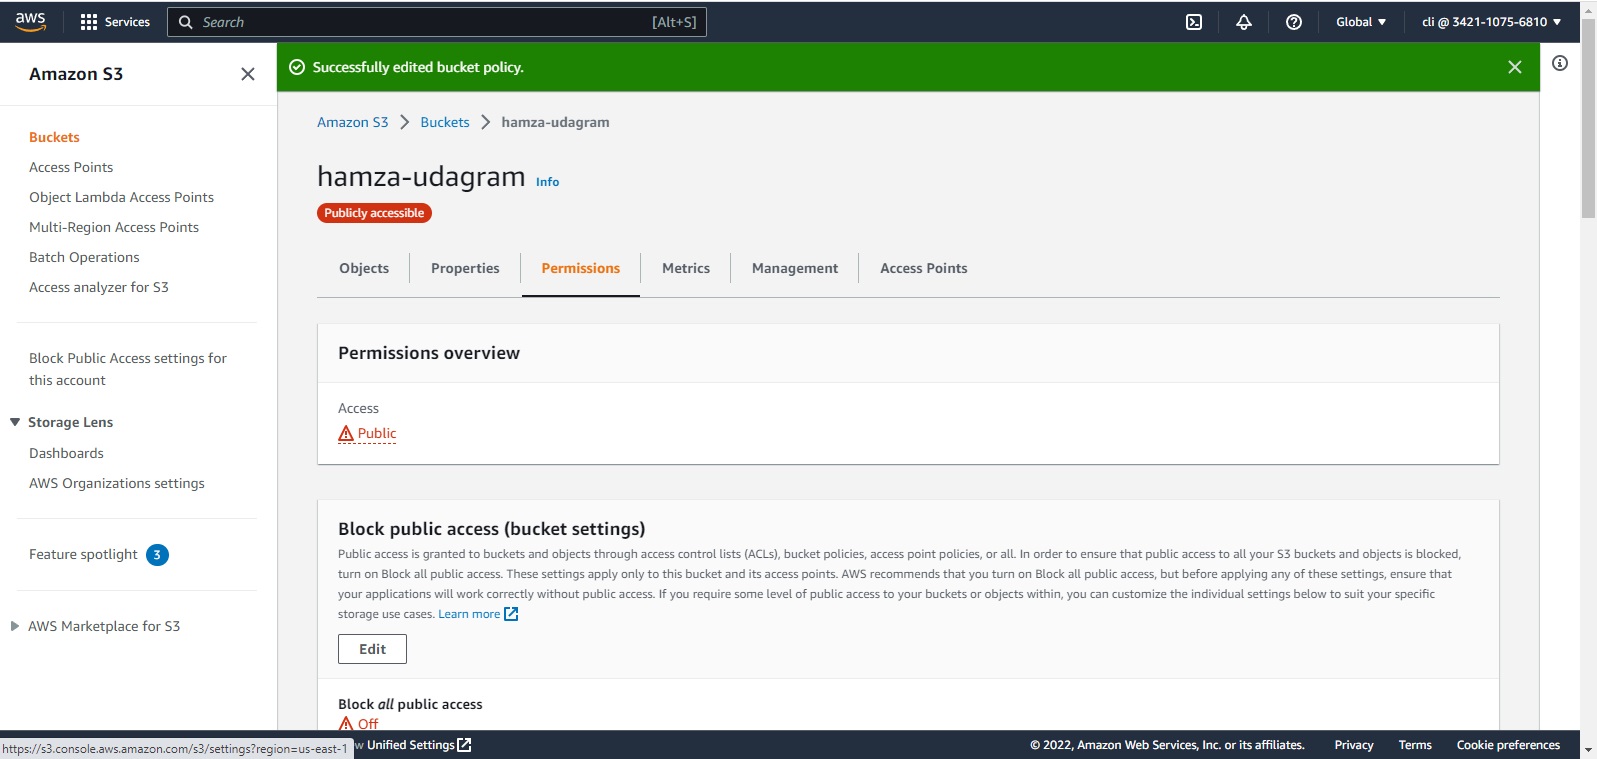 aws
Services
Search
[Alt+S]
Global
cli @ 3421-1075-6810
Amazon S3
Buckets
Access Points
Object Lambda Access Points
Multi-Region Access Points
Batch Operations
Access analyzer for S3
Block Public Access settings for
this account
Storage Lens
Dashboards
AWS Organizations settings
Feature spotlight 3
AWS Marketplace for S3
Successfully edited bucket policy.
Amazon S3 > Buckets > hamza-udagram
hamza-udagram Info
Publicly accessible
Objects
Properties
Permissions
Metrics
Management
Access Points
Permissions overview
Access
Public
Block public access (bucket settings)
Public access is granted to buckets and objects through access control lists (ACLs), bucket policies, access point policies, or all. In order to ensure that public access to all your S3 buckets and objects is blocked,
turn on Block all public access. These settings apply only to this bucket and its access points. AWS recommends that you turn on Block all public access, but before applying any of these settings, ensure that
your applications will work correctly without public access. If you require some level of public access to your buckets or objects within, you can customize the individual settings below to suit your specific
storage use cases. Learn more
Edit
Block all public access
Off
https://s3.console.aws.amazon.com/s3/settings?region=us-east-1
w Unified Settings
© 2022, Amazon Web Services, Inc. or its affiliates.
Privacy
Terms
Cookie preferences